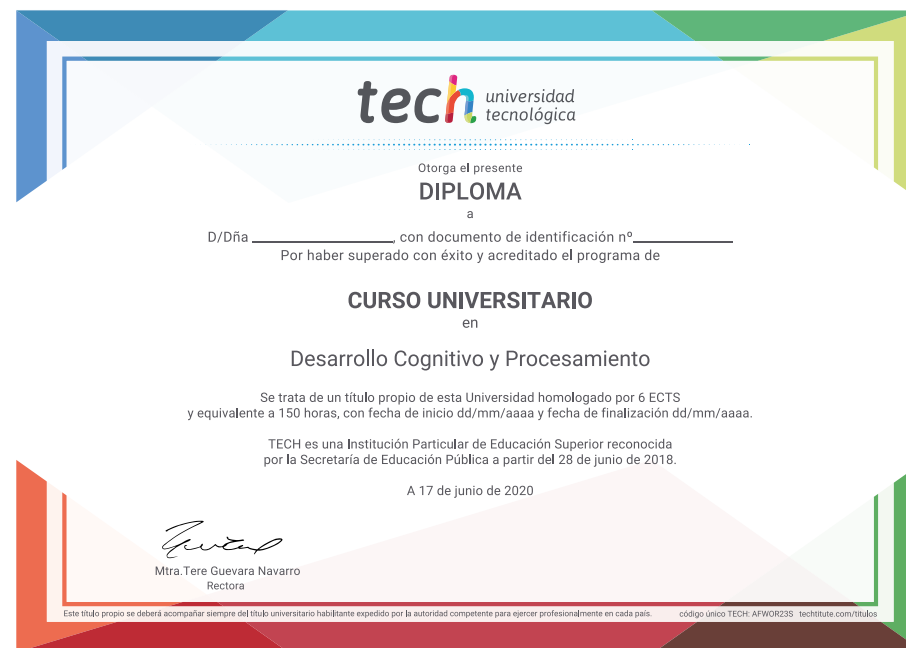 tech universidad
tecnológica
Otorga el presente
DIPLOMA
a
D/Dña ____________________, con documento de identificación nº______________
Por haber superado con éxito y acreditado el programa de
CURSO UNIVERSITARIO
en
Desarrollo Cognitivo y Procesamiento
Se trata de un título propio de esta Universidad homologado por 6 ECTS
y equivalente a 150 horas, con fecha de inicio dd/mm/aaaa y fecha de finalización dd/mm/aaaa.
TECH es una Institución Particular de Educación Superior reconocida
por la Secretaría de Educación Pública a partir del 28 de junio de 2018.
A 17 de junio de 2020
Mtra.Tere Guevara Navarro
Rectora
Este título propio se deberá acompañar siempre del título universitario habilitante expedido por la autoridad competente para ejercer profesionalmente en cada país. código único TECH: AFWOR23S techtitute.com/titulos